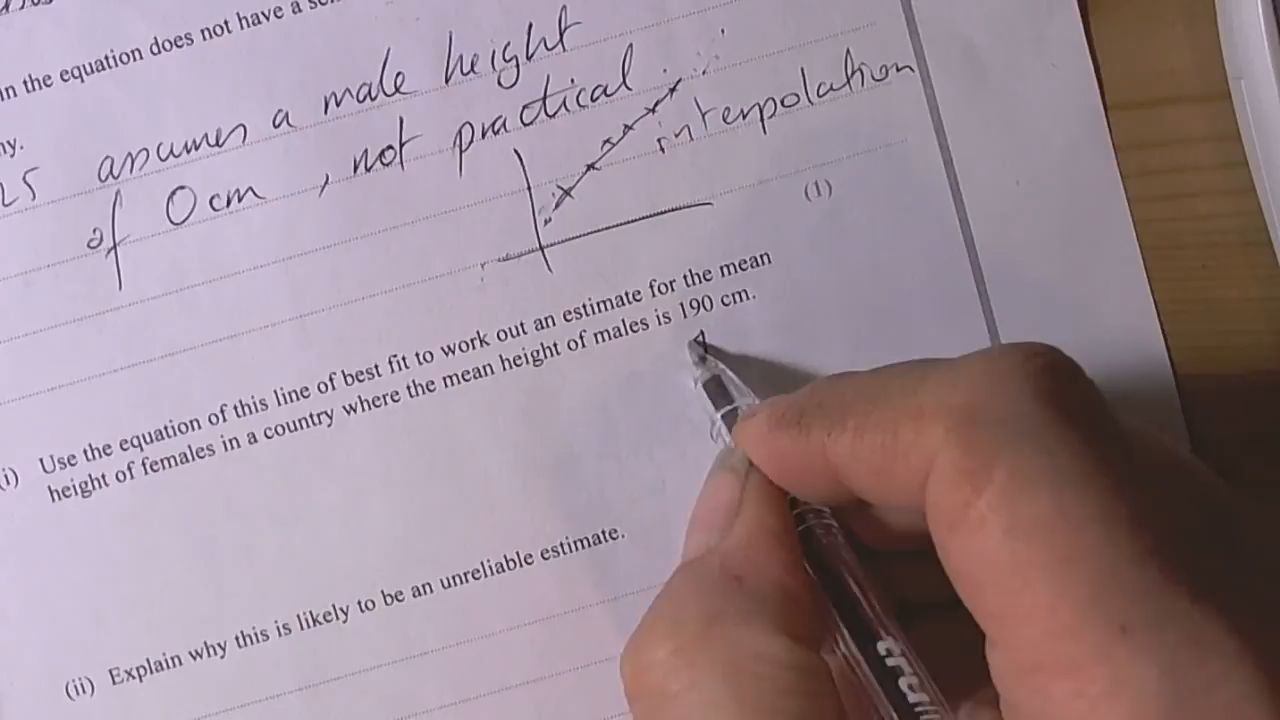 in the equation does not have a
ny.
25 assumes a male height
of 0 cm, not practical
interpolation
(1)
(i) Use the equation of this line of best fit to work out an estimate for the mean
height of females in a country where the mean height of males is 190 cm.
(ii) Explain why this is likely to be an unreliable estimate.